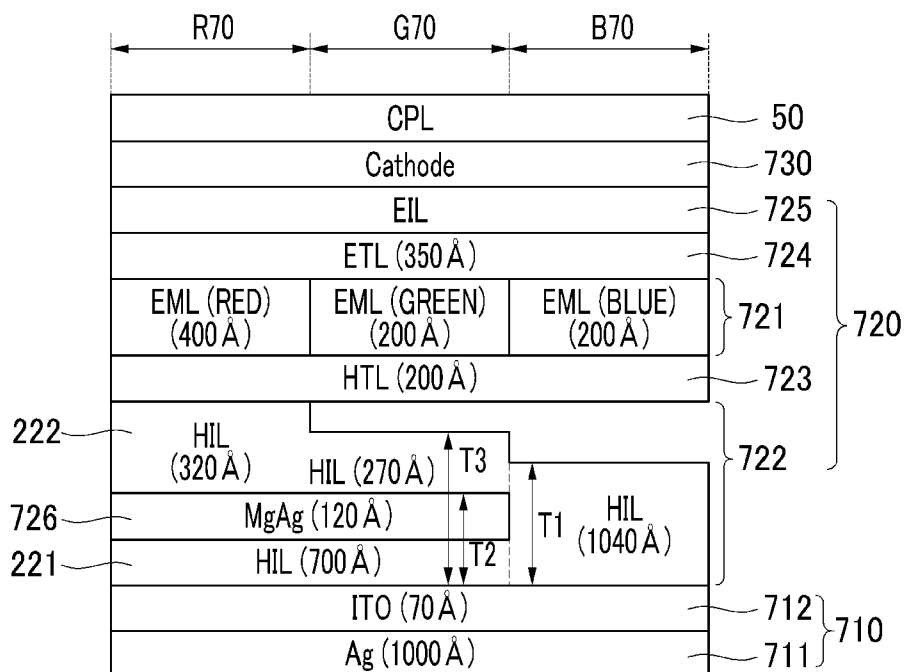 R70 G70 B70
CPL 50
Cathode 730
EIL 725
ETL (350Å) 724
EML (RED) (400Å)
EML (GREEN) (200Å)
EML (BLUE) (200Å)
721
720
HTL (200Å) 723
222 HIL (320Å)
HIL (270Å)
T3
722
726 MgAg (120Å)
T2
T1
HIL (1040Å)
221 HIL (700Å)
ITO (70Å) 712
710
Ag (1000Å) 711